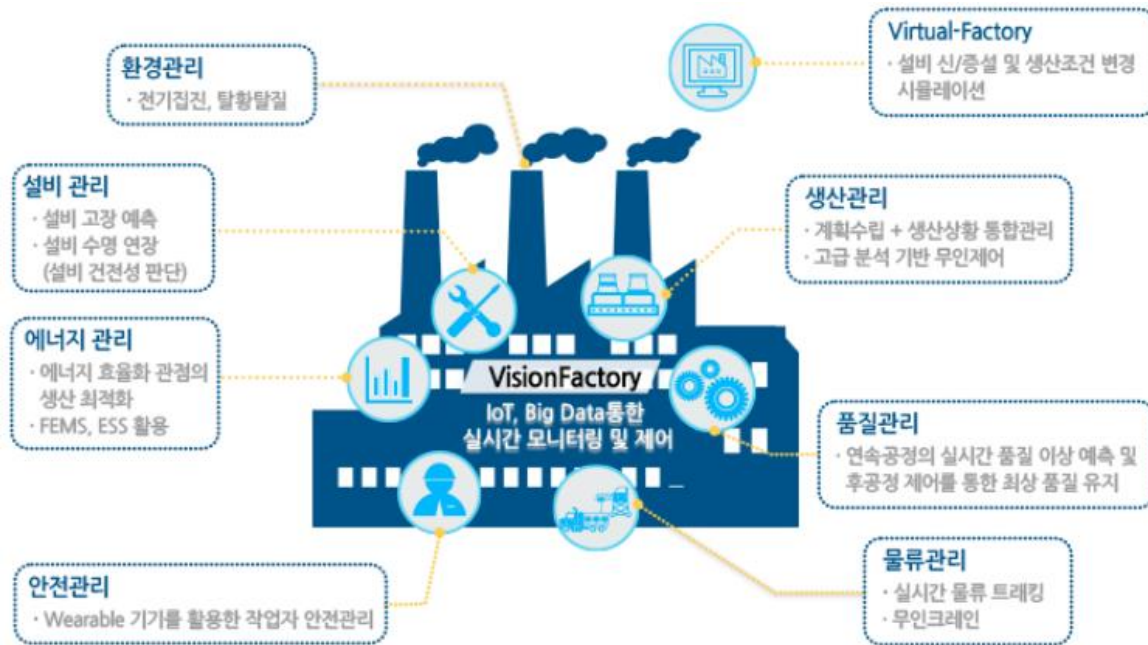 환경관리
· 전기집진, 탈황탈질
Virtual-Factory
· 설비 신/증설 및 생산조건 변경
시뮬레이션
설비 관리
· 설비 고장 예측
· 설비 수명 연장
(설비 건전성 판단)
생산관리
· 계획수립 + 생산상황 통합관리
· 고급 분석 기반 무인제어
에너지 관리
· 에너지 효율화 관점의
생산 최적화
· FEMS, ESS 활용
VisionFactory
IoT, Big Data통한
실시간 모니터링 및 제어
품질관리
· 연속공정의 실시간 품질 이상 예측 및
후공정 제어를 통한 최상 품질 유지
안전관리
· Wearable 기기를 활용한 작업자 안전관리
물류관리
· 실시간 물류 트래킹
· 무인크레인